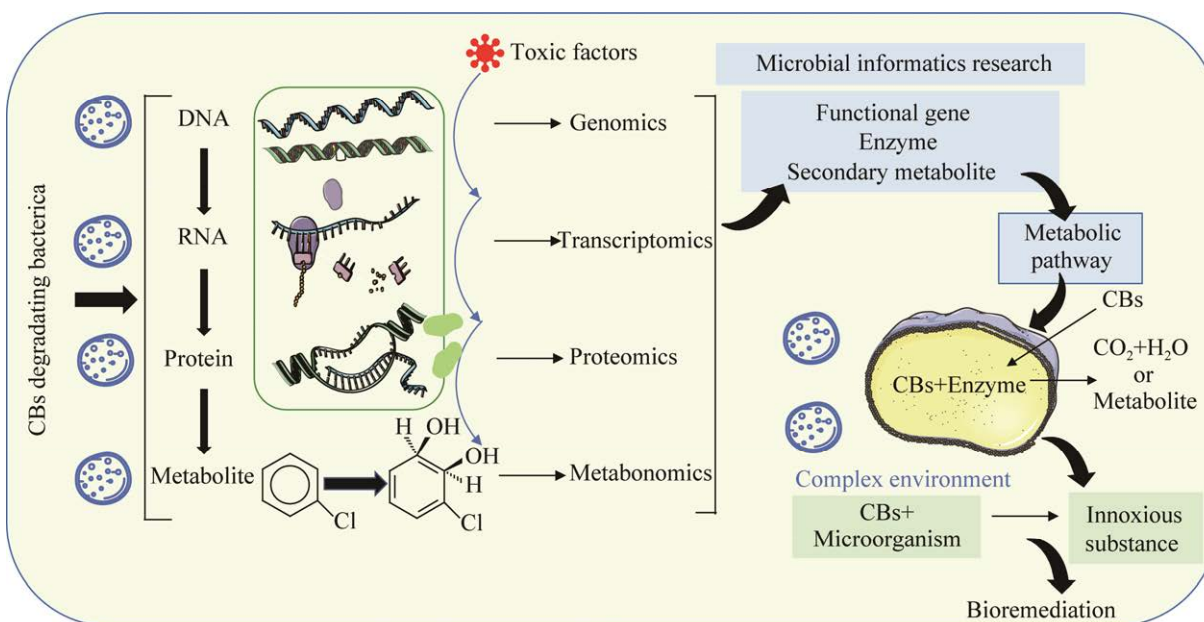 CBs degrading bacterica
Toxic factors
DNA
RNA
Protein
Metabolite
Cl
H
OH
OH
H
Cl
Genomics
Transcriptomics
Proteomics
Metabonomics
Microbial informatics research
Functional gene
Enzyme
Secondary metabolite
Metabolic
pathway
CBs
CBs+Enzyme
CO₂+H₂O
or
Metabolite
Complex environment
CBs+
Microorganism
Innoxious
substance
Bioremediation